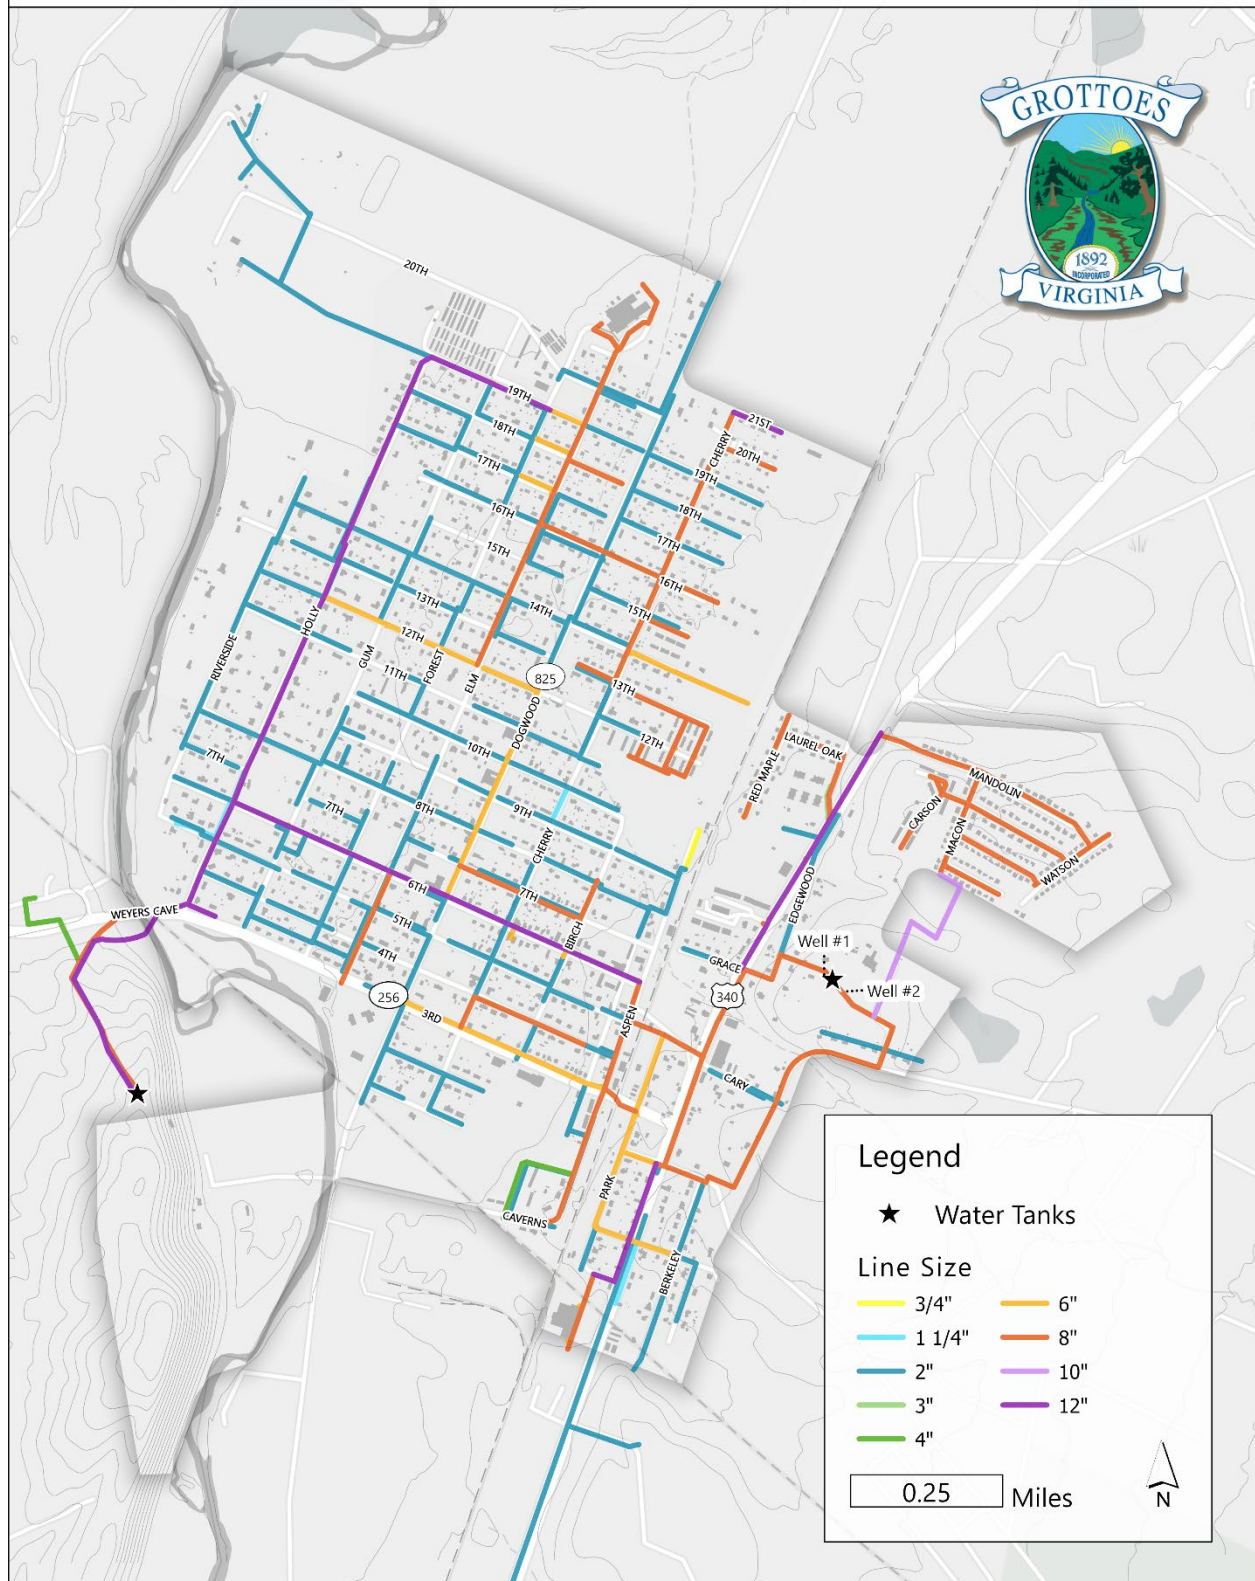 GROTTOES
1892
INCORPORATED
VIRGINIA
20TH
19TH
21ST
CHERRY
20TH
18TH
19TH
17TH
18TH
16TH
17TH
15TH
16TH
13TH
14TH
15TH
HOLLY
12TH
RIVERSIDE
GUM
FOREST
11TH
ELM
825
13TH
DOGWOOD
12TH
10TH
LAUREL OAK
RED MAPLE
MANDOLIN
CARSON
MACON
WATSON
7TH
7TH
8TH
9TH
CHERRY
6TH
7TH
EDGEWOOD
WEYERS CAVE
5TH
BIRCH
4TH
GRACE
Well #1
Well #2
256
340
3RD
ASPEN
CARY
PARK
CAVERNS
BERKELEY
Legend
Water Tanks
Line Size
3/4"
6"
1 1/4"
8"
2"
10"
3"
12"
4"
0.25 Miles
N